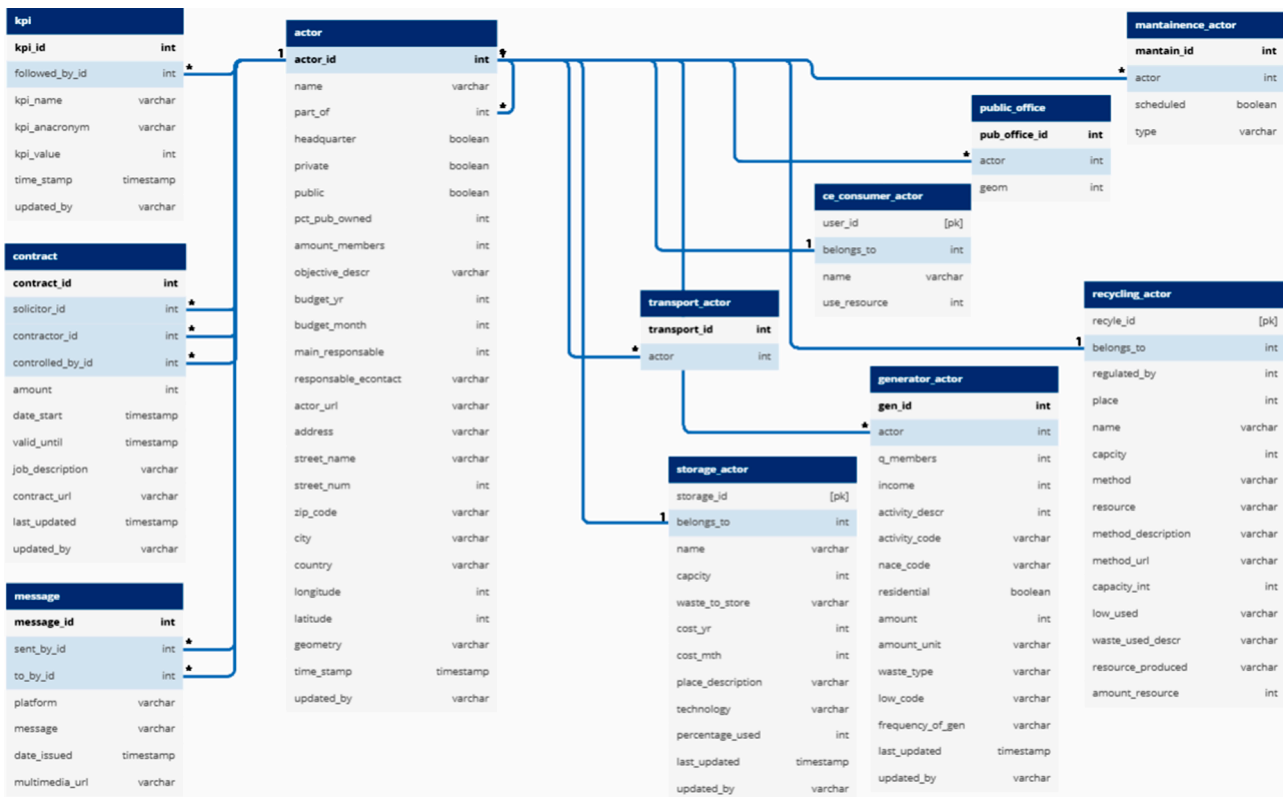 kpi
kpi_id int
followed_by_id int *
kpi_name varchar
kpi_anacronym varchar
kpi_value int
time_stamp timestamp
updated_by varchar
contract
contract_id int
solicitor_id int *
contractor_id int *
controlled_by_id int *
amount int
date_start timestamp
valid_until timestamp
job_description varchar
contract_url varchar
last_updated timestamp
updated_by varchar
message
message_id int
sent_by_id int *
to_by_id int *
platform varchar
message varchar
date_issued timestamp
multimedia_url varchar
actor
1 actor_id int *
name varchar
part_of int *
headquarter boolean
private boolean
public boolean
pct_pub_owned int
amount_members int
objective_descr varchar
budget_yr int
budget_month int
main_responsable int
responsable_econtact varchar
actor_url varchar
address varchar
street_name varchar
street_num int
zip_code varchar
city varchar
country varchar
longitude int
latitude int
geometry varchar
time_stamp timestamp
updated_by varchar
transport_actor
transport_id int
* actor int
storage_actor
storage_id [pk]
1 belongs_to int
name varchar
capcity int
waste_to_store varchar
cost_yr int
cost_mth int
place_description varchar
technology varchar
percentage_used int
last_updated timestamp
updated_by varchar
ce_consumer_actor
user_id [pk]
1 belongs_to int
name varchar
use_resource int
generator_actor
gen_id int
* actor int
q_members int
income int
activity_descr int
activity_code varchar
nace_code varchar
residential boolean
amount int
amount_unit varchar
waste_type varchar
low_code varchar
frequency_of_gen varchar
last_updated timestamp
updated_by varchar
public_office
pub_office_id int
* actor int
geom int
mantainence_actor
mantain_id int
* actor int
scheduled boolean
type varchar
recycling_actor
recyle_id [pk]
1 belongs_to int
regulated_by int
place int
name varchar
capcity int
method varchar
resource varchar
method_description varchar
method_url varchar
capacity_int int
low_used varchar
waste_used_descr varchar
resource_produced varchar
amount_resource int